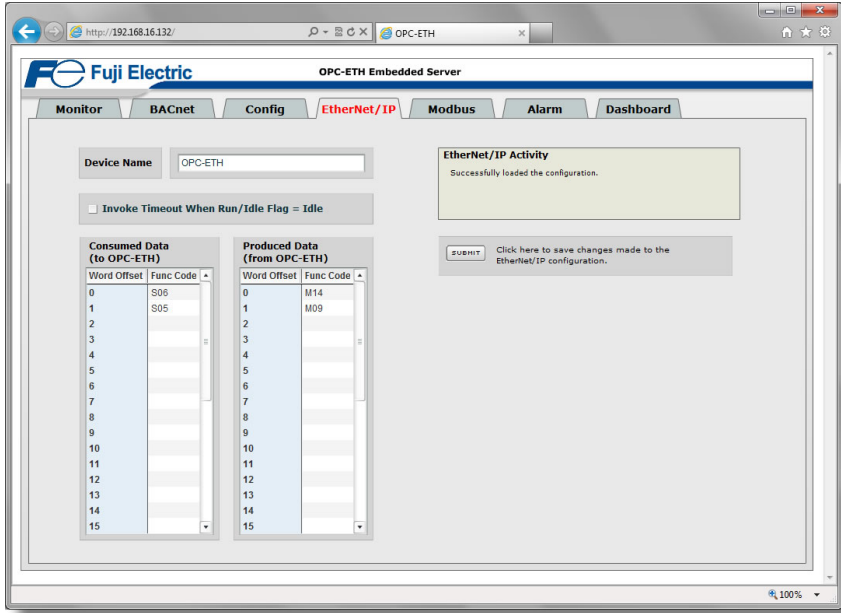 http://192.168.16.132/
OPC-ETH
Fuji Electric
OPC-ETH Embedded Server
Monitor BACnet Config EtherNet/IP Modbus Alarm Dashboard
Device Name OPC-ETH
EtherNet/IP Activity
Successfully loaded the configuration.
Invoke Timeout When Run/Idle Flag = Idle
SUBMIT
Click here to save changes made to the
EtherNet/IP configuration.
Consumed Data
(to OPC-ETH)
Word Offset Func Code
0 S06
1 S05
2
3
4
5
6
7
8
9
10
11
12
13
14
15
Produced Data
(from OPC-ETH)
Word Offset Func Code
0 M14
1 M09
2
3
4
5
6
7
8
9
10
11
12
13
14
15
100%